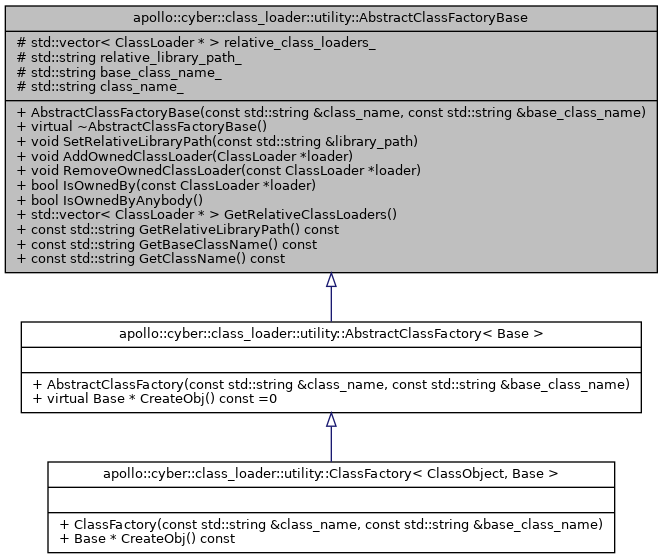 apollo::cyber::class_loader::utility::AbstractClassFactoryBase
# std::vector< ClassLoader * > relative_class_loaders_
# std::string relative_library_path_
# std::string base_class_name_
# std::string class_name_
+ AbstractClassFactoryBase(const std::string &class_name, const std::string &base_class_name)
+ virtual ~AbstractClassFactoryBase()
+ void SetRelativeLibraryPath(const std::string &library_path)
+ void AddOwnedClassLoader(ClassLoader *loader)
+ void RemoveOwnedClassLoader(const ClassLoader *loader)
+ bool IsOwnedBy(const ClassLoader *loader)
+ bool IsOwnedByAnybody()
+ std::vector< ClassLoader * > GetRelativeClassLoaders()
+ const std::string GetRelativeLibraryPath() const
+ const std::string GetBaseClassName() const
+ const std::string GetClassName() const
apollo::cyber::class_loader::utility::AbstractClassFactory< Base >
+ AbstractClassFactory(const std::string &class_name, const std::string &base_class_name)
+ virtual Base * CreateObj() const =0
apollo::cyber::class_loader::utility::ClassFactory< ClassObject, Base >
+ ClassFactory(const std::string &class_name, const std::string &base_class_name)
+ Base * CreateObj() const